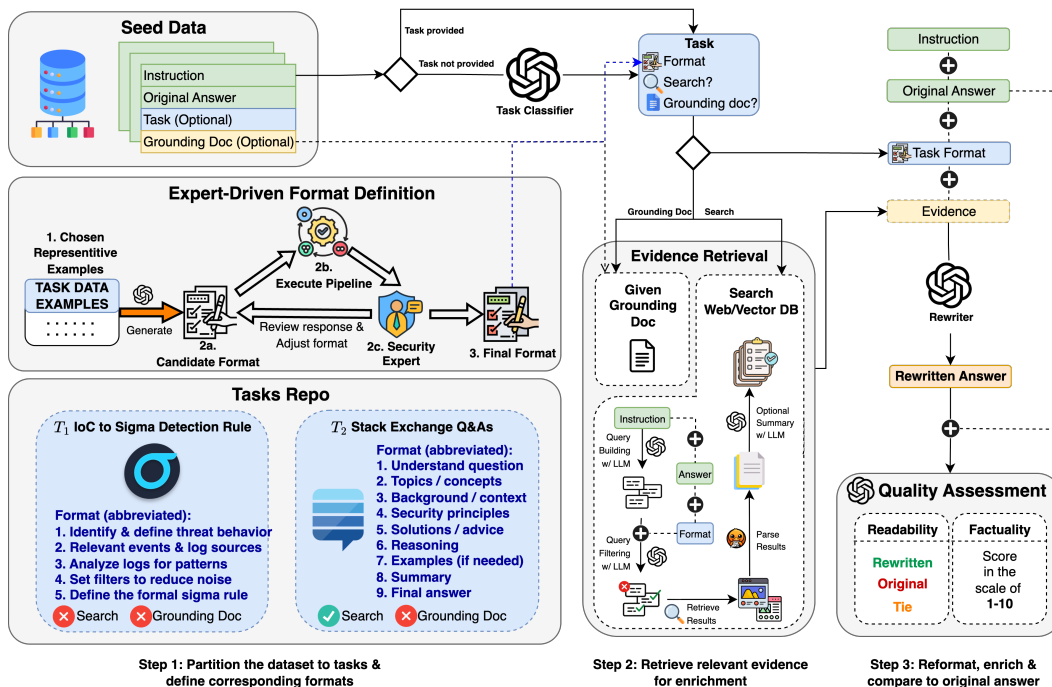 Seed Data
Instruction
Original Answer
Task (Optional)
Grounding Doc (Optional)
Task provided
Task not provided
Task Classifier
Task
Format
Search?
Grounding doc?
Instruction
Original Answer
Task Format
Evidence
Rewriter
Rewritten Answer
Expert-Driven Format Definition
1. Chosen
Representitive
Examples
TASK DATA
EXAMPLES
Generate
2a.
Candidate Format
2b.
Execute Pipeline
Review response &
Adjust format
2c. Security
Expert
3. Final Format
Grounding Doc
Search
Evidence Retrieval
Given
Grounding
Doc
Search
Web/Vector DB
Optional
Summary
w/ LLM
Instruction
Query
Building
w/ LLM
Answer
Format
Query
Filtering
w/ LLM
Parse
Results
Retrieve
Results
Tasks Repo
T1 IoC to Sigma Detection Rule
Format (abbreviated):
1. Identify & define threat behavior
2. Relevant events & log sources
3. Analyze logs for patterns
4. Set filters to reduce noise
5. Define the formal sigma rule
Search
Grounding Doc
T2 Stack Exchange Q&As
Format (abbreviated):
1. Understand question
2. Topics / concepts
3. Background / context
4. Security principles
5. Solutions / advice
6. Reasoning
7. Examples (if needed)
8. Summary
9. Final answer
Search
Grounding Doc
Quality Assessment
Readability
Rewritten
Original
Tie
Factuality
Score
in the
scale of
1-10
Step 1: Partition the dataset to tasks &
define corresponding formats
Step 2: Retrieve relevant evidence
for enrichment
Step 3: Reformat, enrich &
compare to original answer